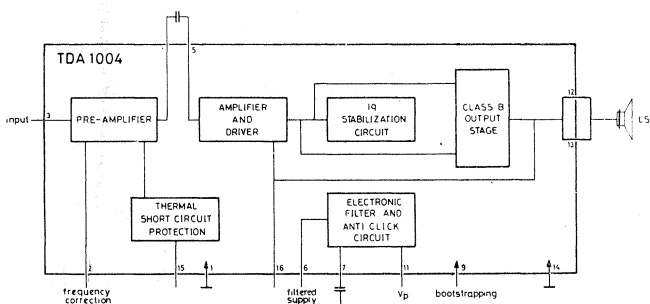 5
TDA 1004
12
input
3
PRE-AMPLIFIER
AMPLIFIER
AND
DRIVER
IQ
STABILIZATION
CIRCUIT
CLASS B
OUTPUT
STAGE
LS
13
THERMAL
SHORT CIRCUIT
PROTECTION
ELECTRONIC
FILTER AND
ANTI CLICK
CIRCUIT
2
15
1
16
6
7
11
9
14
frequency
correction
filtered
supply
Vp
bootstrapping